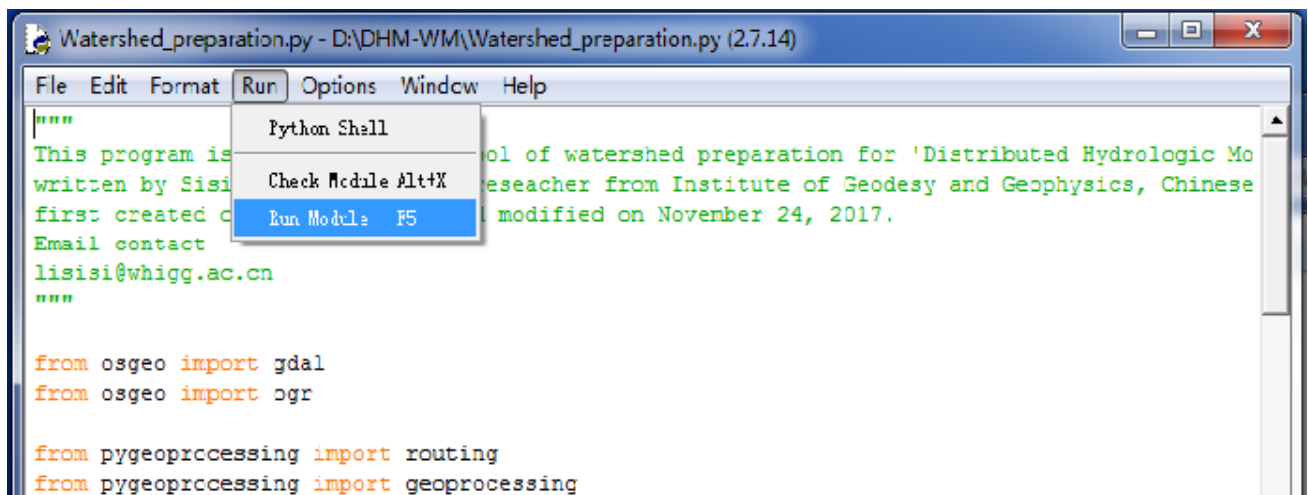 Watershed_preparation.py - D:\DHM-WM\Watershed_preparation.py (2.7.14)
File Edit Format Run Options Window Help
"""
Python Shell
This program is ol of watershed preparation for 'Distributed Hydrologic Mo
Check Module Alt+X
written by Sisi eseacher from Institute of Geodesy and Geophysics, Chinese
Run Module F5
first created modified on November 24, 2017.
Email contact
lisisi@whigg.ac.cn
"""
from osgeo import gdal
from osgeo import ogr
from pygeoprocessing import routing
from pygeoprocessing import geoprocessing